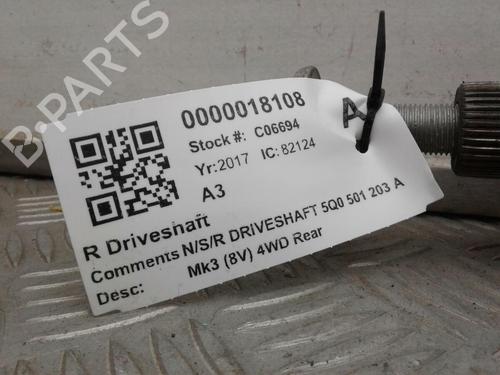 B-PARTS
0000018108
Stock #: C06694
Yr:2017 IC: 82124
A3
R Driveshaft
Comments N/S/R DRIVESHAFT 5Q0 501 203 A
Desc: Mk3 (8V) 4WD Rear
A